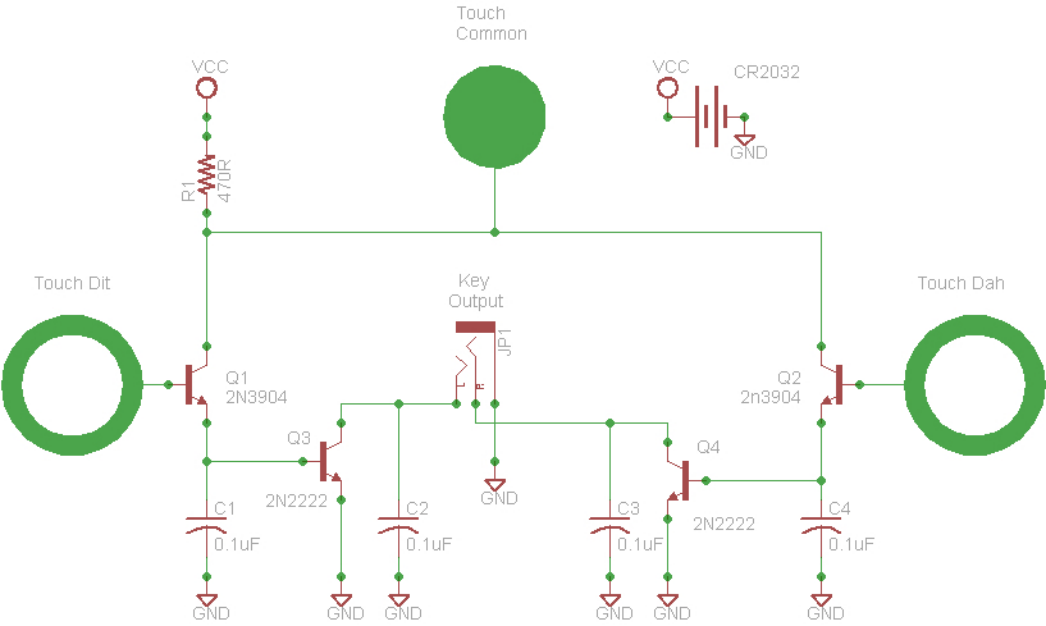 Touch
Common
VCC
VCC
CR2032
GND
R1
470R
Touch Dit
Key
Output
Touch Dah
JP1
L
R
Q1
2N3904
Q2
2n3904
Q3
2N2222
Q4
2N2222
GND
C1
0.1uF
C2
0.1uF
C3
0.1uF
C4
0.1uF
GND
GND
GND
GND
GND
GND